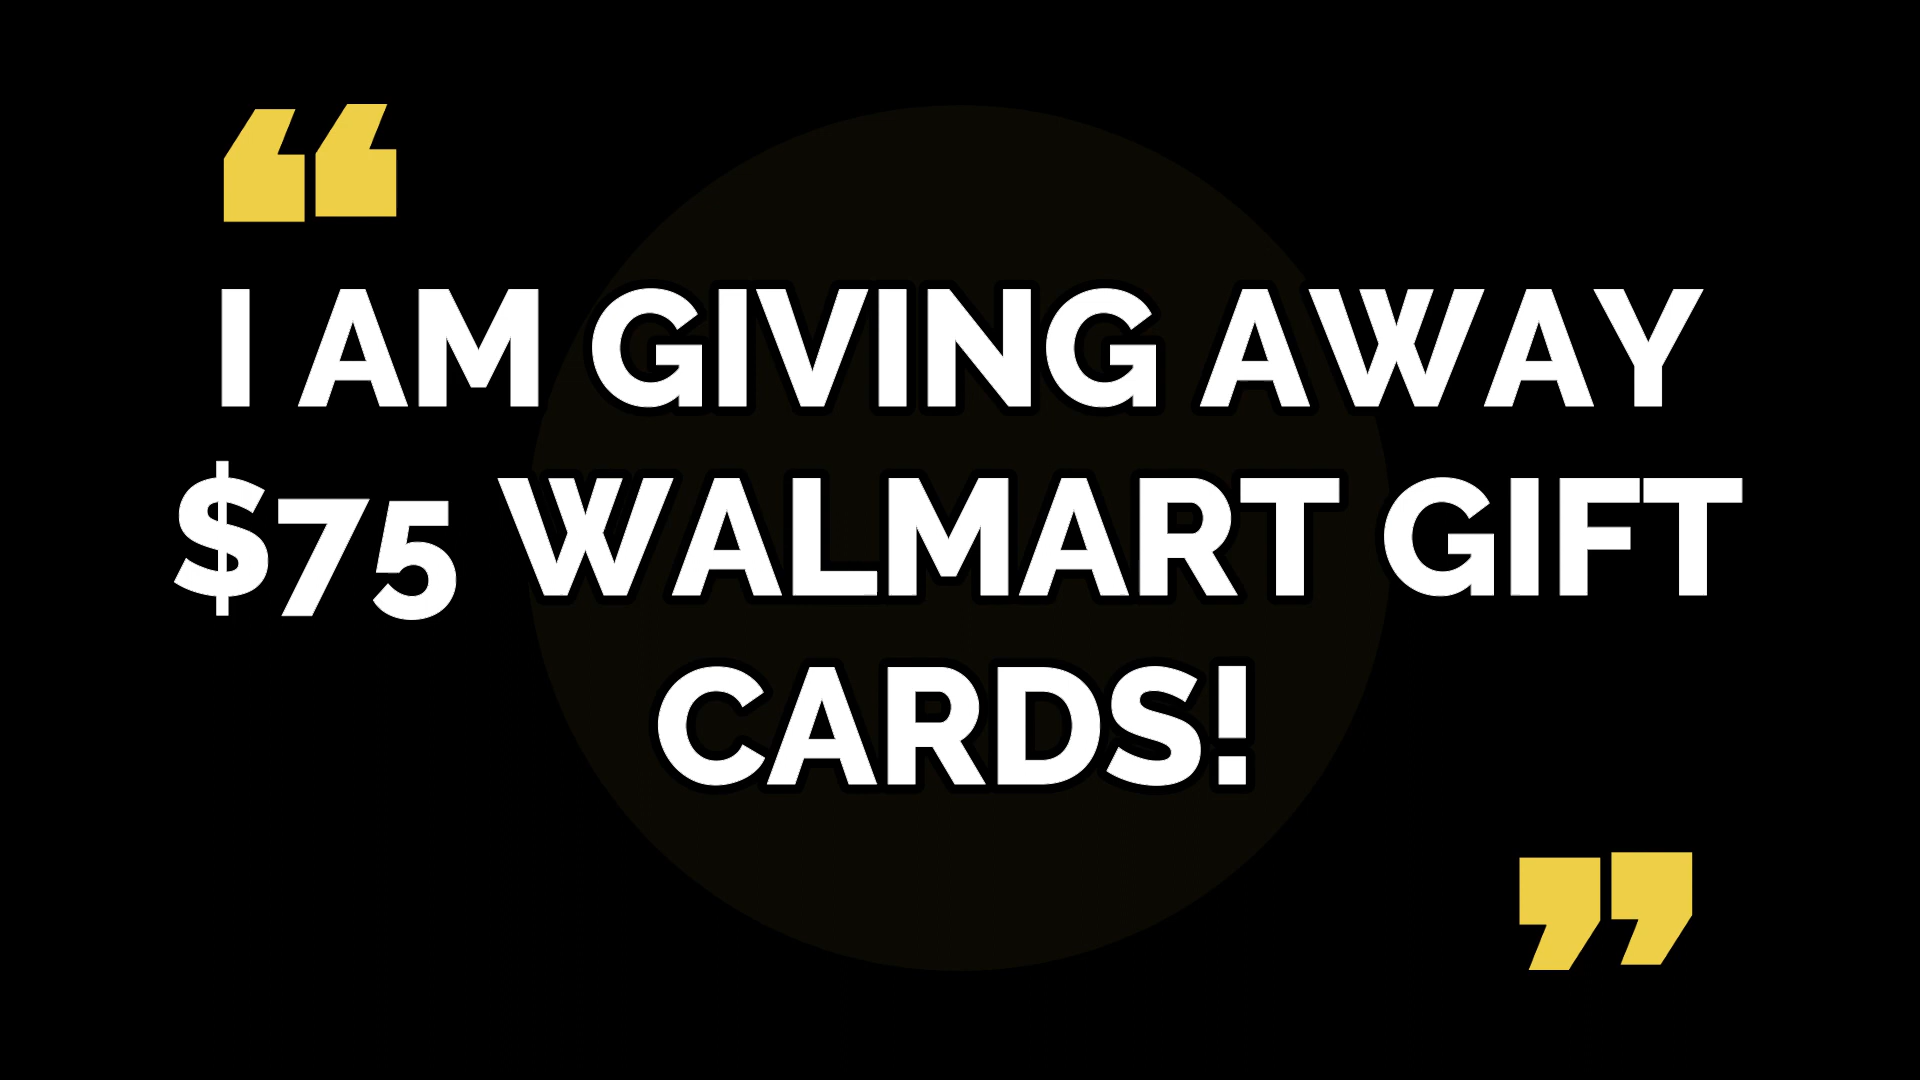 “
I AM GIVING AWAY
$75 WALMART GIFT
CARDS!
”